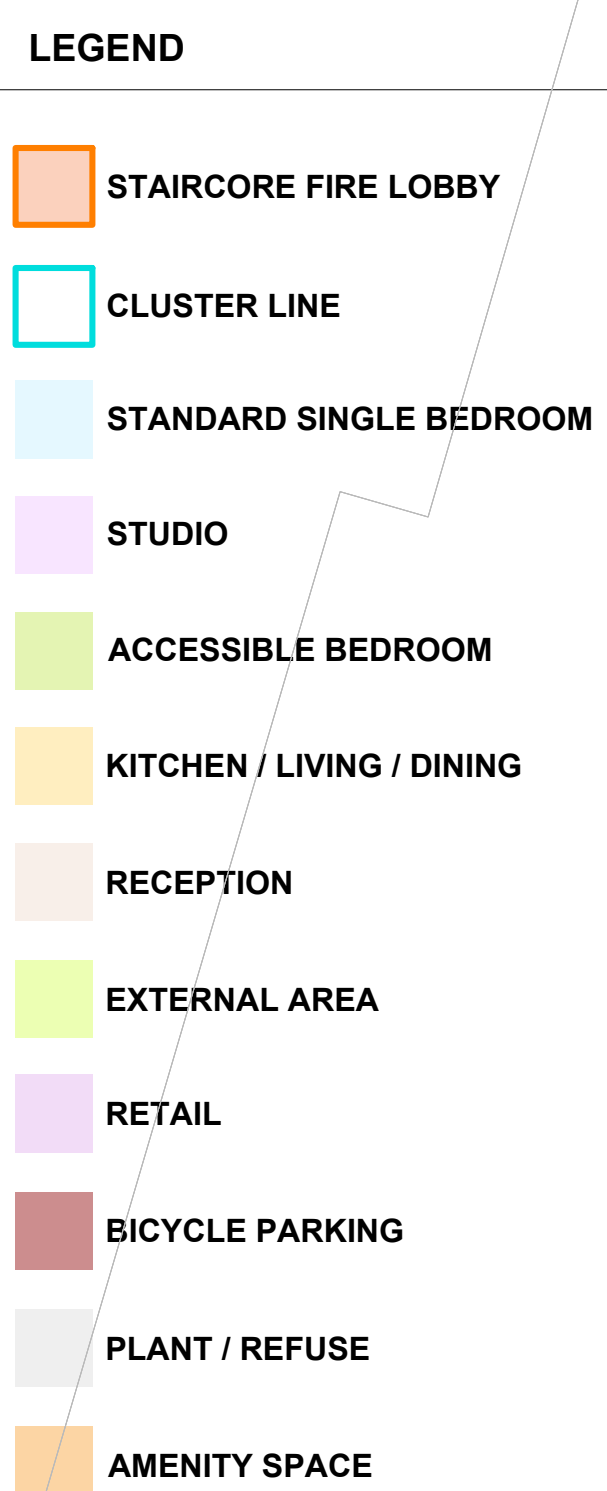 LEGEND
STAIRCORE FIRE LOBBY
CLUSTER LINE
STANDARD SINGLE BEDROOM
STUDIO
ACCESSIBLE BEDROOM
KITCHEN / LIVING / DINING
RECEPTION
EXTERNAL AREA
RETAIL
BICYCLE PARKING
PLANT / REFUSE
AMENITY SPACE